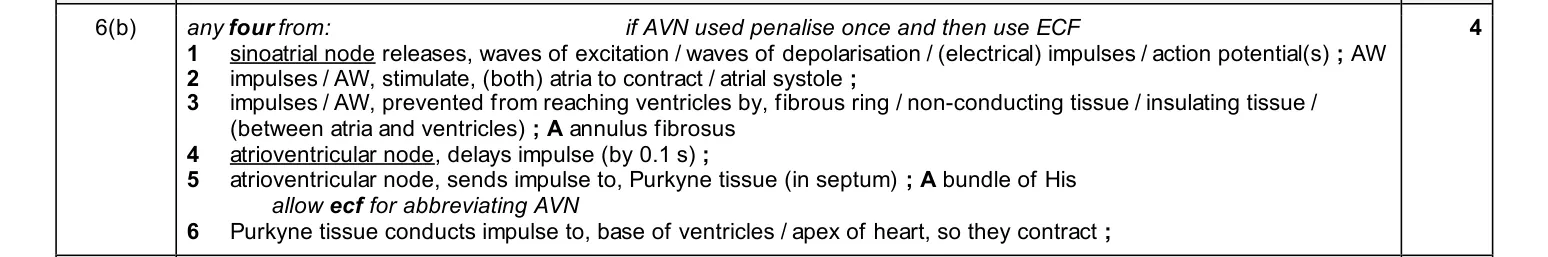 6(b) any four from: if AVN used penalise once and then use ECF 4
1 sinoatrial node releases, waves of excitation / waves of depolarisation / (electrical) impulses / action potential(s) ; AW
2 impulses / AW, stimulate, (both) atria to contract / atrial systole ;
3 impulses / AW, prevented from reaching ventricles by, fibrous ring / non-conducting tissue / insulating tissue /
(between atria and ventricles) ; A annulus fibrosus
4 atrioventricular node, delays impulse (by 0.1 s) ;
5 atrioventricular node, sends impulse to, Purkyne tissue (in septum) ; A bundle of His
allow ecf for abbreviating AVN
6 Purkyne tissue conducts impulse to, base of ventricles / apex of heart, so they contract ;